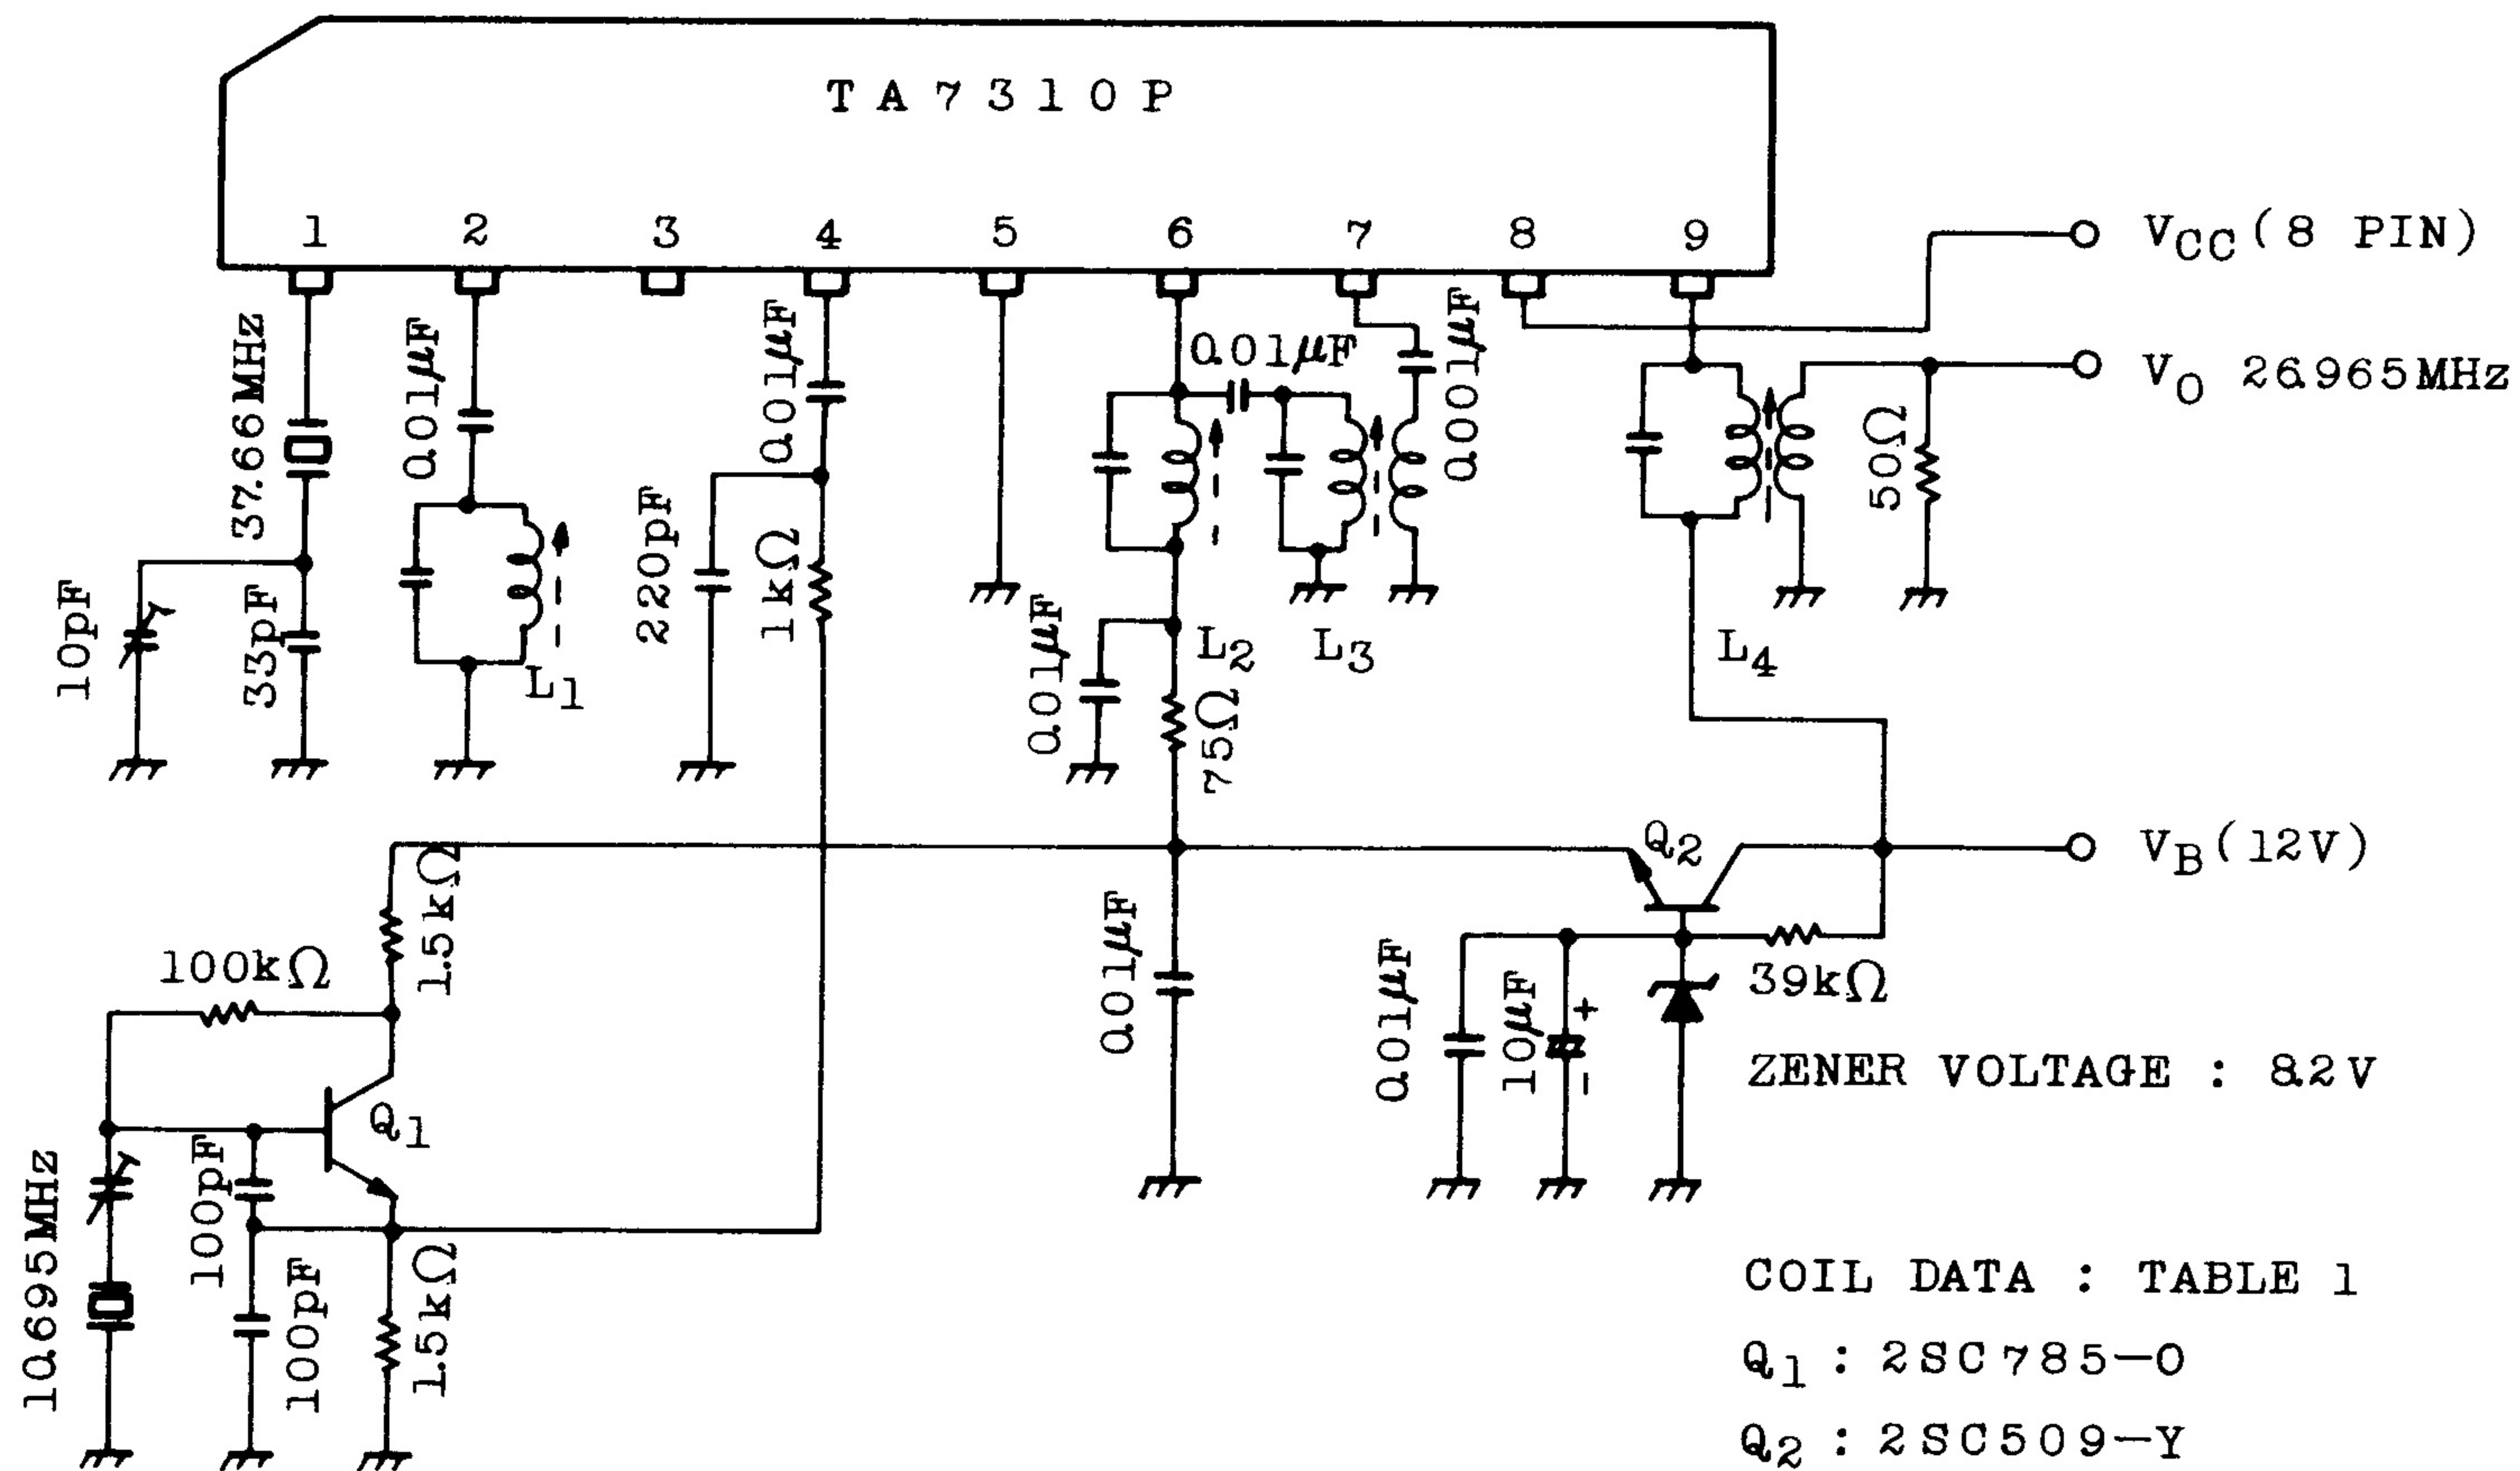 TA7310P
1 2 3 4 5 6 7 8 9
VCC(8 PIN)
VO 26.965MHz
37.66MHz
0.01μF
0.01μF
0.01μF
0.001μF
50Ω
10pF
33pF
L1
220pF
1kΩ
0.01μF
L2
L3
L4
75Ω
Q2
VB(12V)
1.5kΩ
100kΩ
0.01μF
0.01μF
10μF
+
-
39kΩ
ZENER VOLTAGE : 8.2V
Q1
10.695MHz
100pF
100pF
1.5kΩ
COIL DATA : TABLE 1
Q1 : 2SC785-O
Q2 : 2SC509-Y